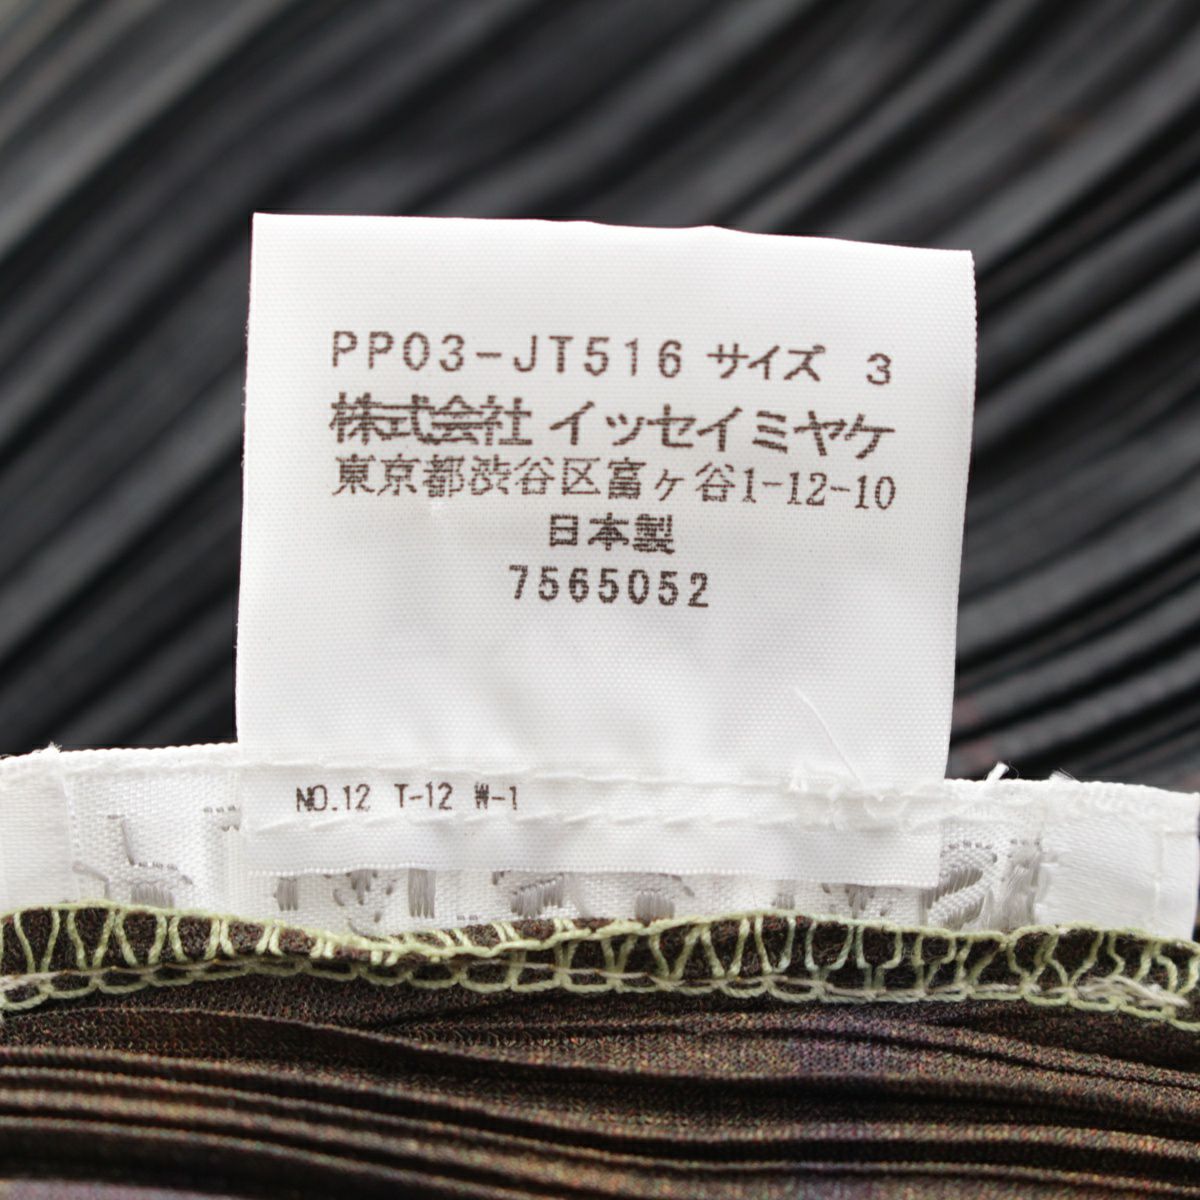 PP03-JT516 サイズ 3
株式会社 イッセイミヤケ
東京都渋谷区富ヶ谷1-12-10
日本製
7565052
NO.12 T-12 W-1